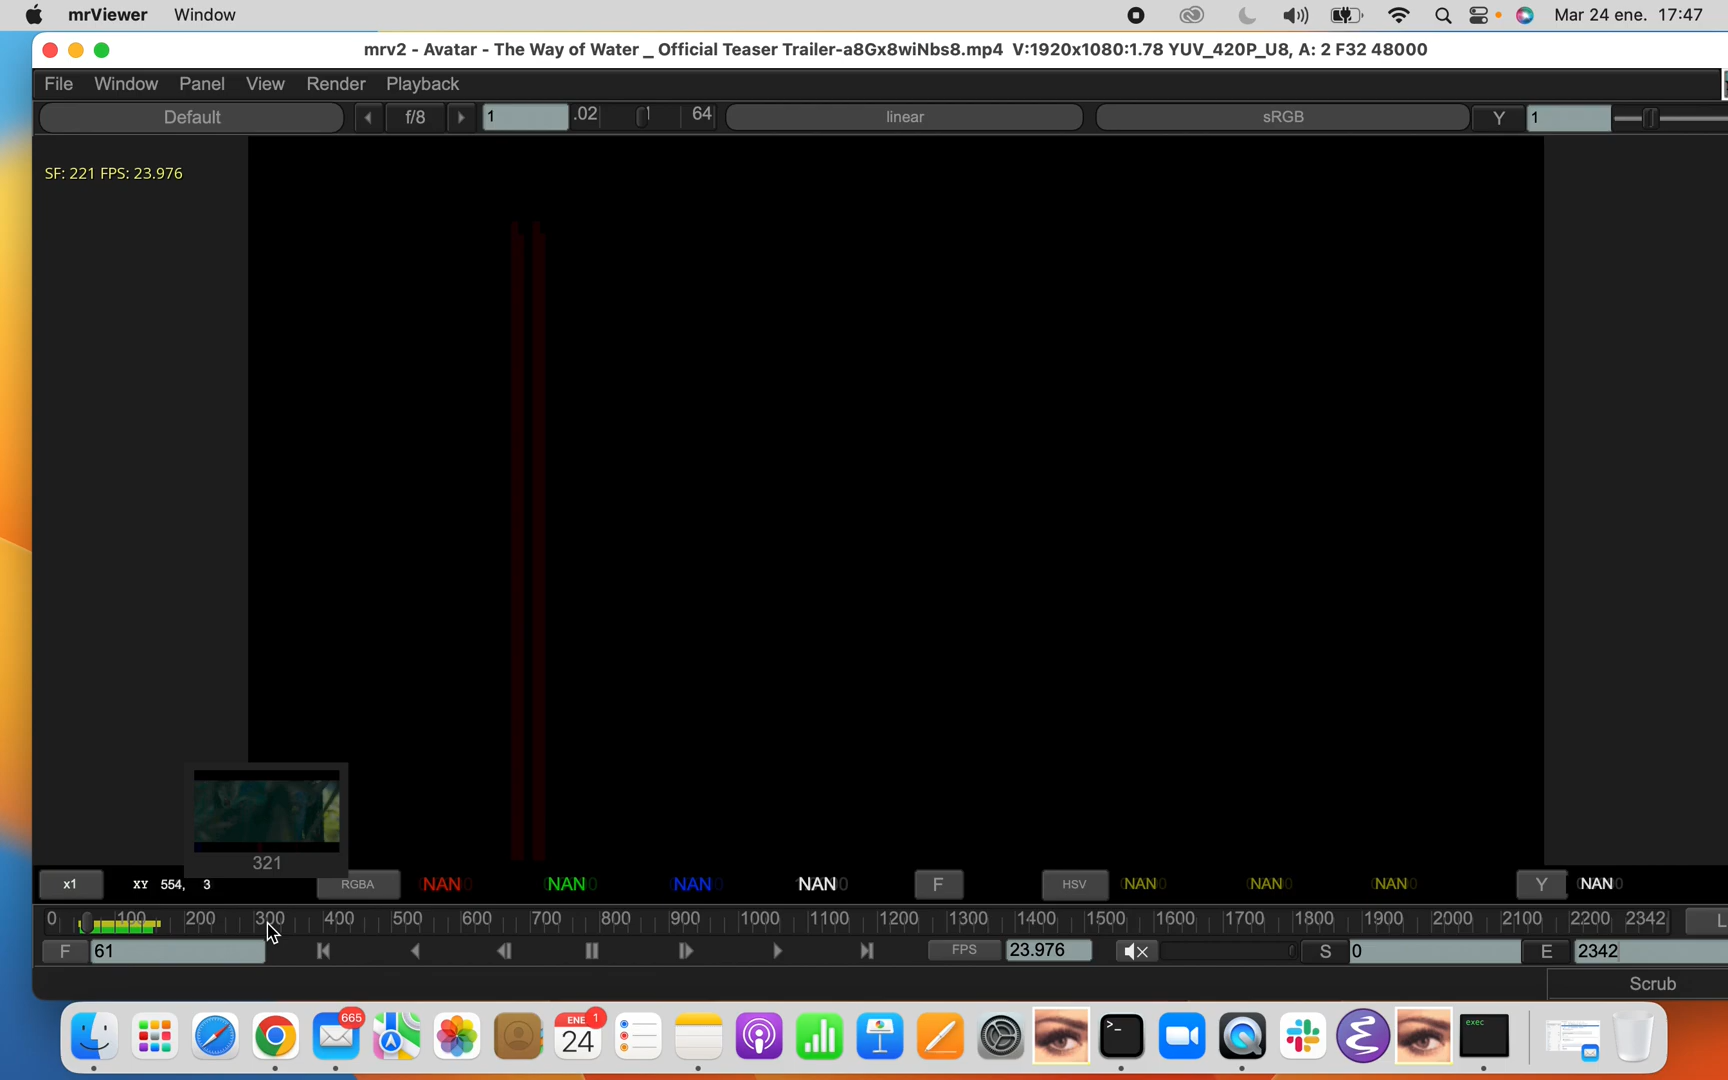 mrViewer Window Mar 24 ene. 17:47
mrv2 - Avatar - The Way of Water _ Official Teaser Trailer-a8Gx8wiNbs8.mp4 V:1920x1080:1.78 YUV_420P_U8, A: 2 F32 48000
File Window Panel View Render Playback
Default f/8 1 .02 1 64 linear sRGB Y 1
SF: 221 FPS: 23.976
321
x1 XY 554, 3 RGBA NAN NAN NAN NAN F HSV NAN NAN NAN Y NAN
0 100 200 300 400 500 600 700 800 900 1000 1100 1200 1300 1400 1500 1600 1700 1800 1900 2000 2100 2200 2342 L
F 61 FPS 23.976 S 0 E 2342
Scrub
665 ENE 1 24 exec